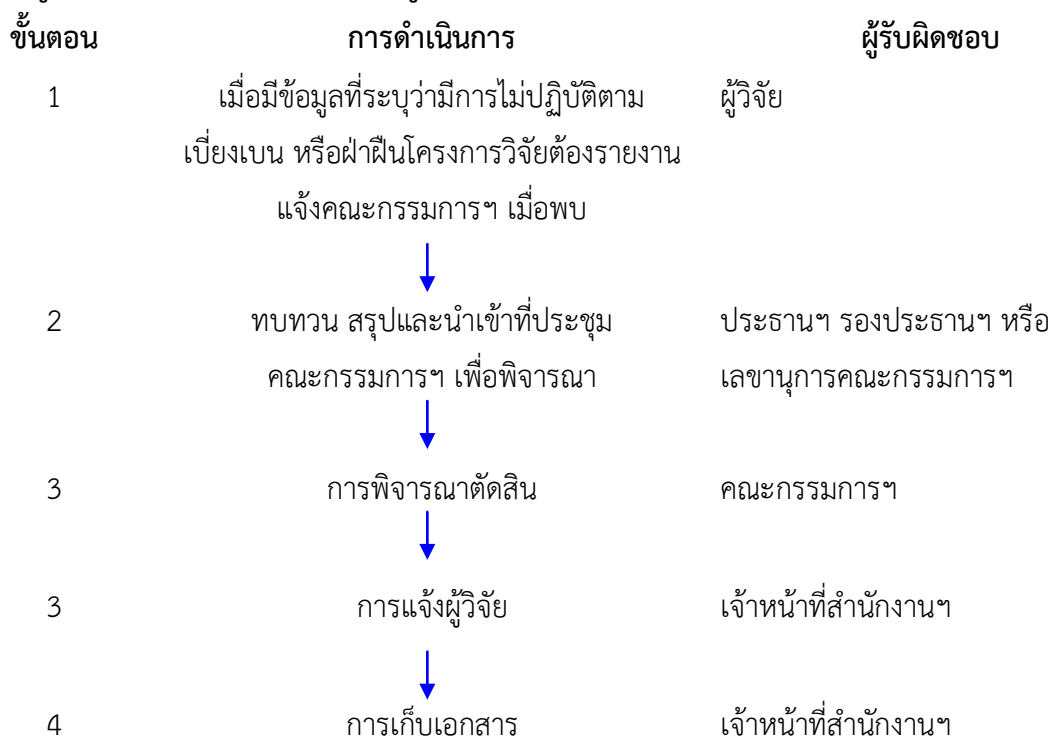 ขั้นตอน การดำเนินการ ผู้รับผิดชอบ
1 เมื่อมีข้อมูลที่ระบุว่ามีการไม่ปฏิบัติตาม ผู้วิจัย
เบี่ยงเบน หรือฝ่าฝืนโครงการวิจัยต้องรายงาน
แจ้งคณะกรรมการฯ เมื่อพบ
2 ทบทวน สรุปและนำเข้าที่ประชุม ประธานฯ รองประธานฯ หรือ
คณะกรรมการฯ เพื่อพิจารณา เลขานุการคณะกรรมการฯ
3 การพิจารณาตัดสิน คณะกรรมการฯ
3 การแจ้งผู้วิจัย เจ้าหน้าที่สำนักงานฯ
4 การเก็บเอกสาร เจ้าหน้าที่สำนักงานฯ